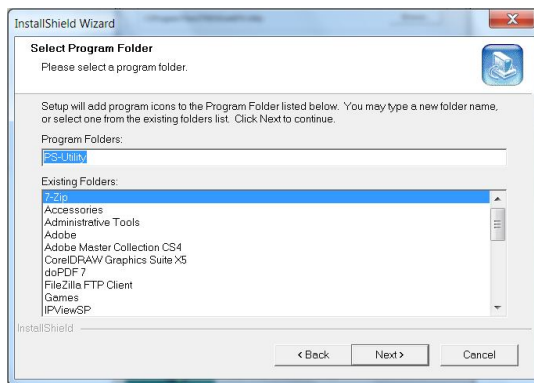 InstallShield Wizard
Select Program Folder
Please select a program folder.
Setup will add program icons to the Program Folder listed below. You may type a new folder name,
or select one from the existing folders list. Click Next to continue.
Program Folders:
PS-Utility
Existing Folders:
7-Zip
Accessories
Administrative Tools
Adobe
Adobe Master Collection CS4
CorelDRAW Graphics Suite X5
doPDF 7
FileZilla FTP Client
Games
IPViewSP
InstallShield
< Back Next > Cancel